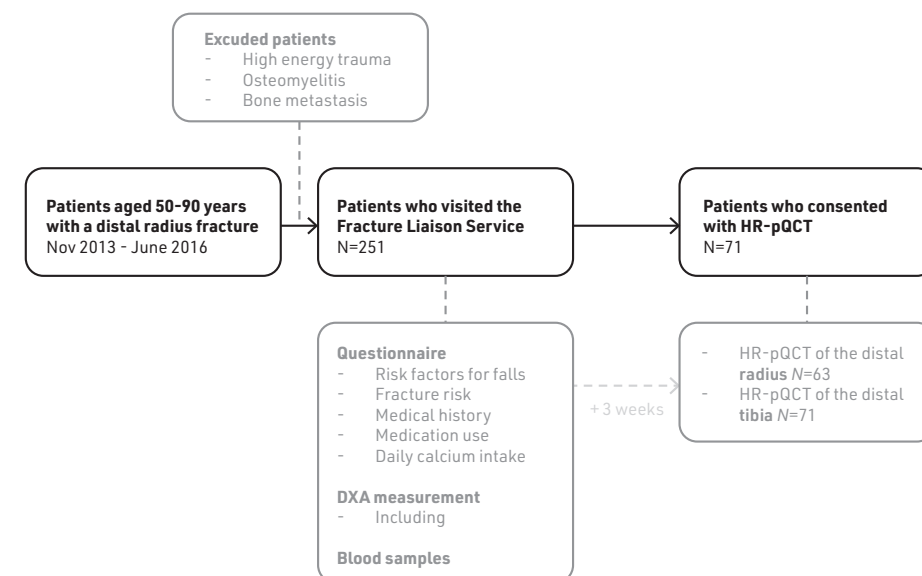 Excuded patients
- High energy trauma
- Osteomyelitis
- Bone metastasis
Patients aged 50-90 years
with a distal radius fracture
Nov 2013 - June 2016
Patients who visited the
Fracture Liaison Service
N=251
Patients who consented
with HR-pQCT
N=71
Questionnaire
- Risk factors for falls
- Fracture risk
- Medical history
- Medication use
- Daily calcium intake
DXA measurement
- Including
Blood samples
+ 3 weeks
- HR-pQCT of the distal
radius N=63
- HR-pQCT of the distal
tibia N=71